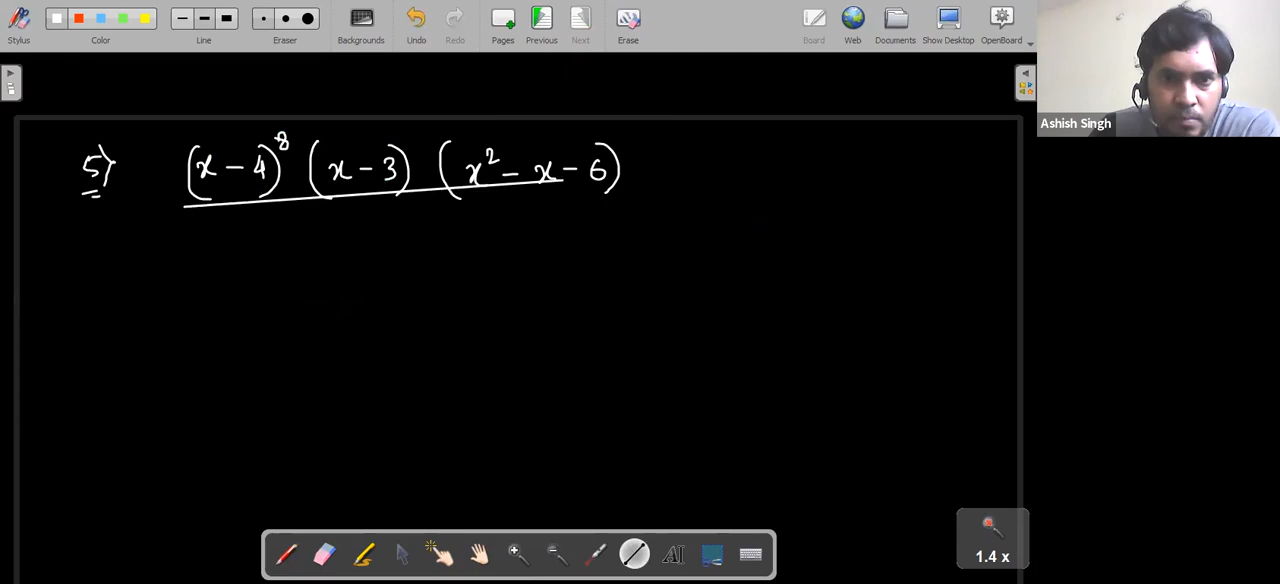 Stylus Color Line Eraser Backgrounds Undo Redo Pages Previous Next Erase Board Web Documents Show Desktop OpenBoard
Ashish Singh
5) (x - 4)^8 (x - 3) (x² - x - 6)
AI
1.4 x